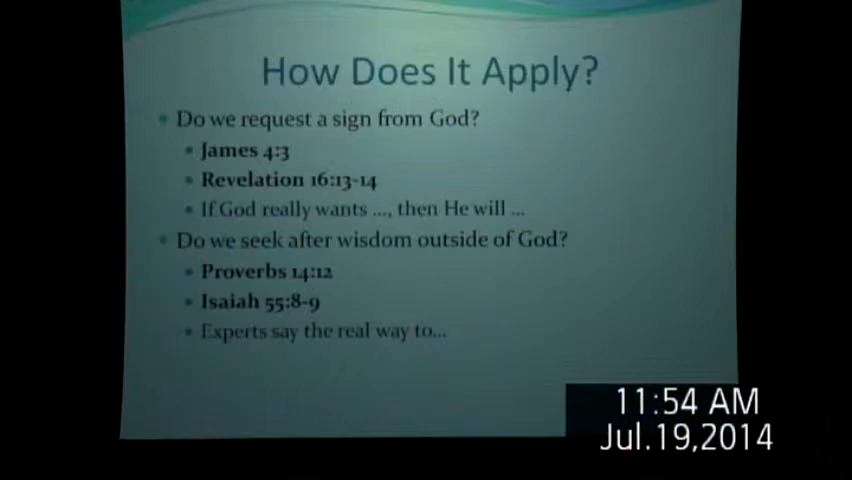 How Does It Apply?
Do we request a sign from God?
James 4:3
Revelation 16:13-14
If God really wants ..., then He will ...
Do we seek after wisdom outside of God?
Proverbs 14:12
Isaiah 55:8-9
Experts say the real way to...
11:54 AM
Jul.19,2014